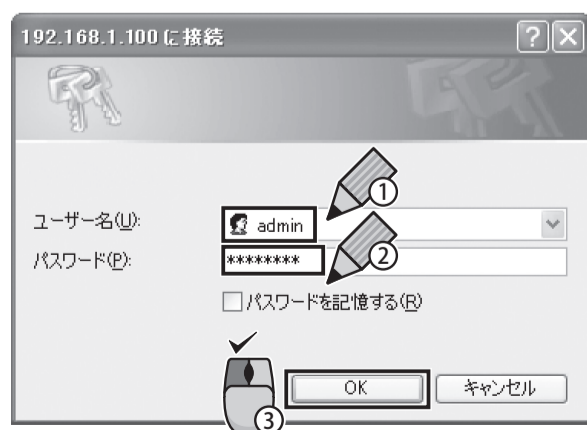 192.168.1.100 に接続
ユーザー名(U):
admin
①
パスワード(P):
********
②
パスワードを記憶する(R)
OK
キャンセル
③